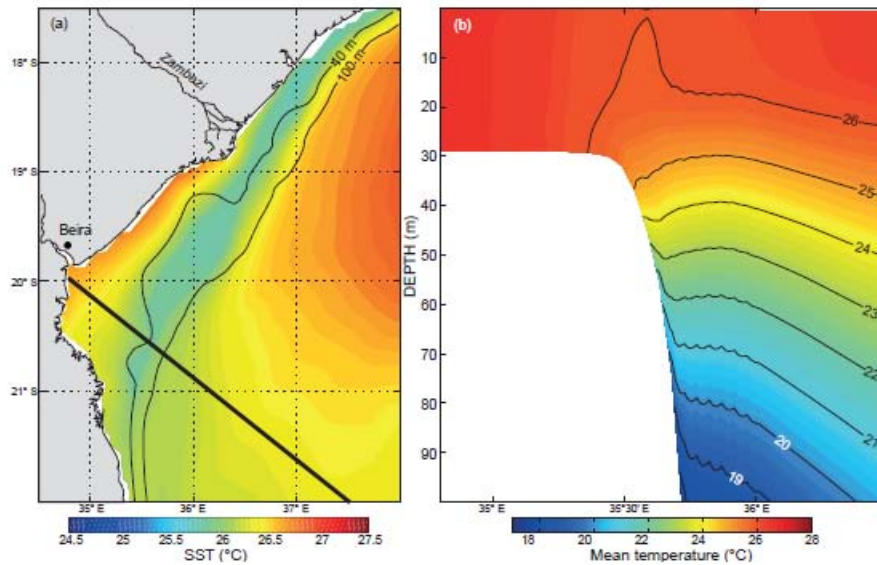 (a)
Zambezi
40 m
100 m
Beira
18° S
19° S
20° S
21° S
35° E
36° E
37° E
24.5 25 25.5 26 26.5 27 27.5
SST (°C)
(b)
DEPTH (m)
10
20
30
40
50
60
70
80
90
26
25
24
23
22
21
20
19
35° E
35°30' E
36° E
18 20 22 24 26 28
Mean temperature (°C)